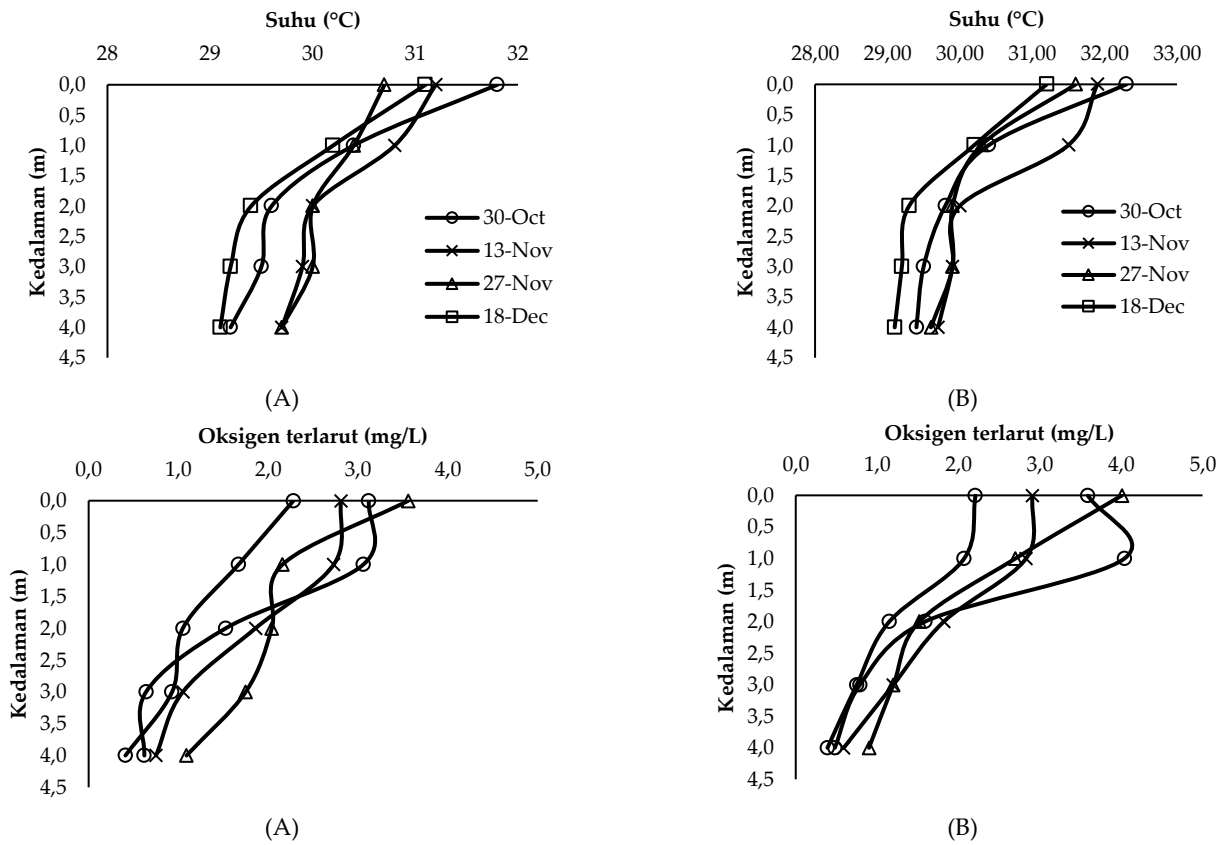 Suhu (°C)
28 29 30 31 32
0,0
0,5
1,0
1,5
2,0
2,5
3,0
3,5
4,0
4,5
Kedalaman (m)
30-Oct
13-Nov
27-Nov
18-Dec
(A)
Suhu (°C)
28,00 29,00 30,00 31,00 32,00 33,00
0,0
0,5
1,0
1,5
2,0
2,5
3,0
3,5
4,0
4,5
Kedalaman (m)
30-Oct
13-Nov
27-Nov
18-Dec
(B)
Oksigen terlarut (mg/L)
0,0 1,0 2,0 3,0 4,0 5,0
0,0
0,5
1,0
1,5
2,0
2,5
3,0
3,5
4,0
4,5
Kedalaman (m)
(A)
Oksigen terlarut (mg/L)
0,0 1,0 2,0 3,0 4,0 5,0
0,0
0,5
1,0
1,5
2,0
2,5
3,0
3,5
4,0
4,5
Kedalaman (m)
(B)